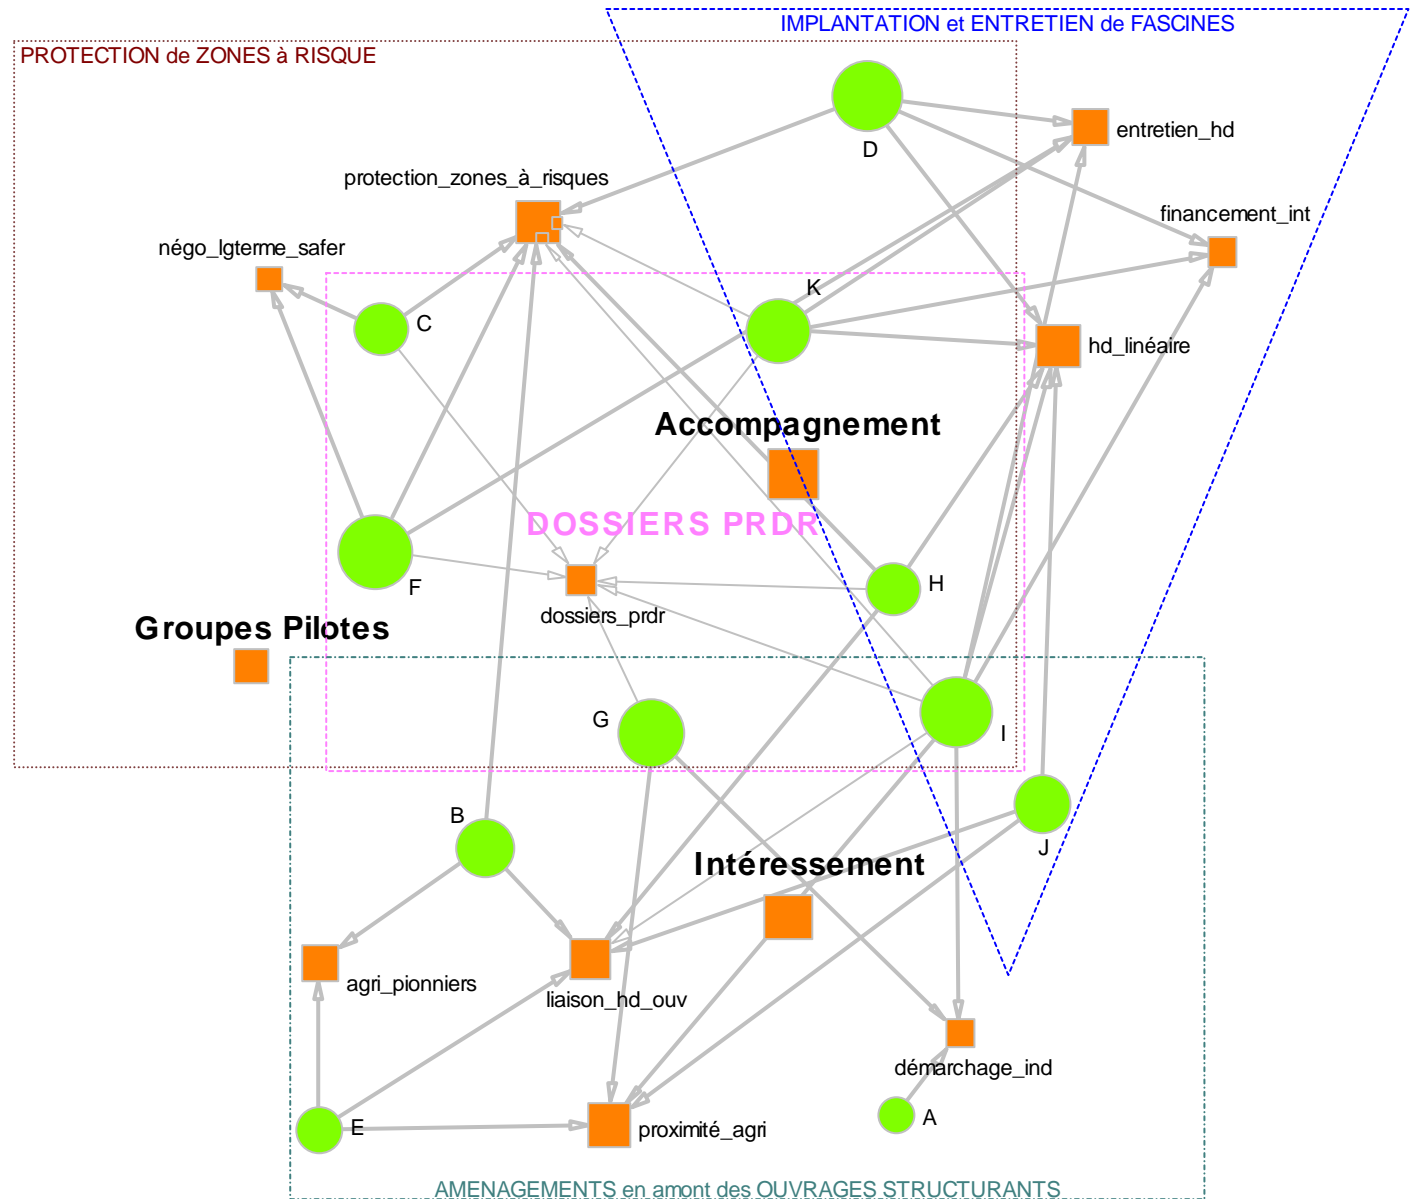 IMPLANTATION et ENTRETIEN de FASCINES
PROTECTION de ZONES à RISQUE
entretien_hd
D
protection_zones_à_risques
financement_int
négo_lgterme_safer
K
C
hd_linéaire
Accompagnement
DOSSIERS PRDR
F
H
dossiers_prdr
Groupes Pilotes
G
I
B
J
Intéressement
agri_pionniers
liaison_hd_ouv
démarchage_ind
A
E
proximité_agri
AMENAGEMENTS en amont des OUVRAGES STRUCTURANTS